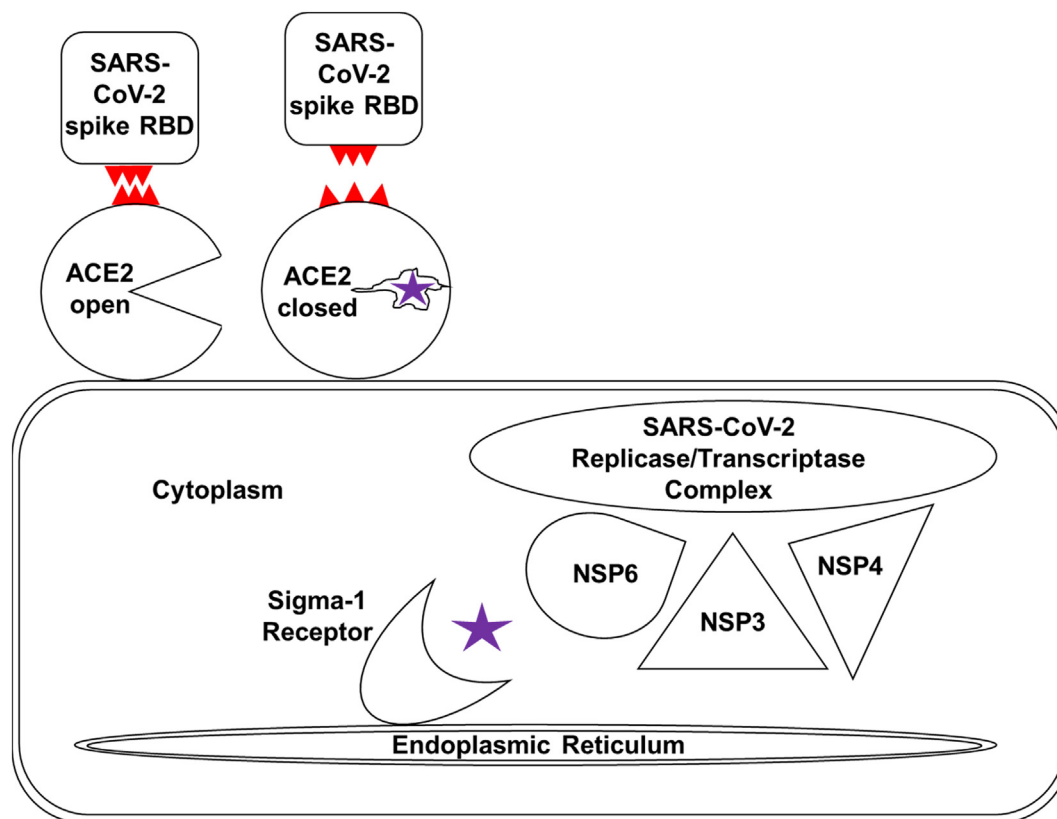 SARS-
CoV-2
spike RBD
SARS-
CoV-2
spike RBD
ACE2
open
ACE2
closed
SARS-CoV-2
Replicase/Transcriptase
Complex
Cytoplasm
NSP6
NSP3
NSP4
Sigma-1
Receptor
Endoplasmic Reticulum